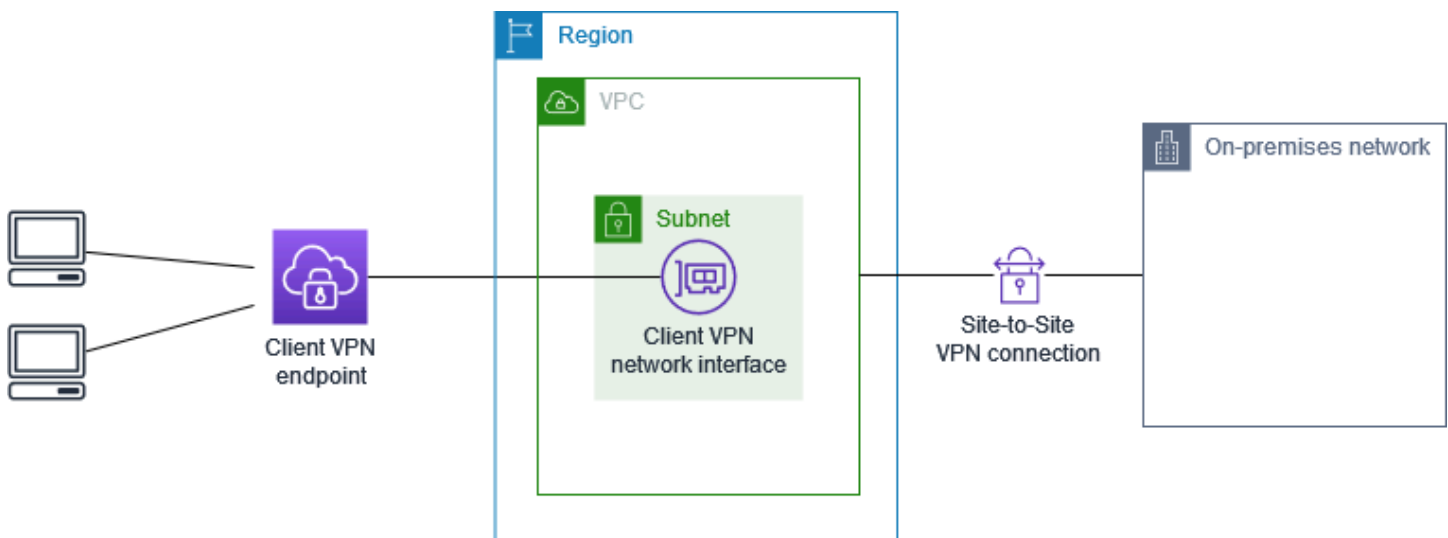 Region
VPC
On-premises network
Subnet
Client VPN
endpoint
Client VPN
network interface
Site-to-Site
VPN connection